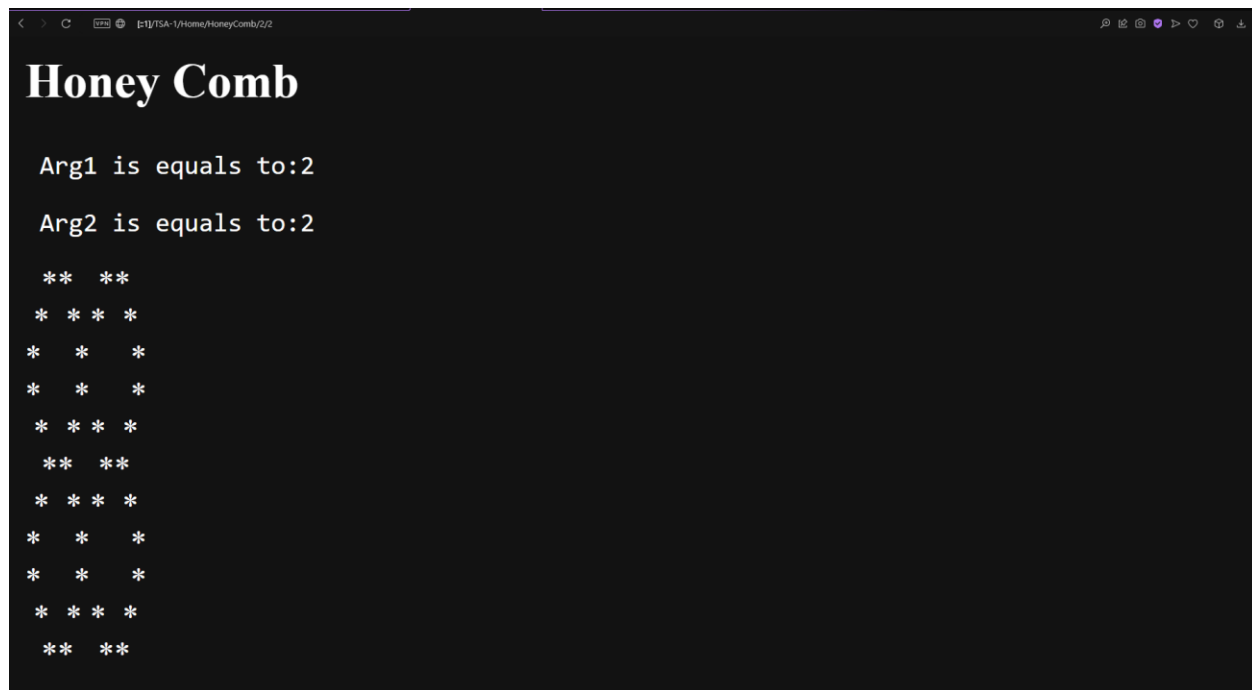 VPN [::1]/TSA-1/Home/HoneyComb/2/2
Honey Comb
Arg1 is equals to:2
Arg2 is equals to:2
  **  **
 *  * *  *
*    *    *
*    *    *
 *  * *  *
  **  **
 *  * *  *
*    *    *
*    *    *
 *  * *  *
  **  **